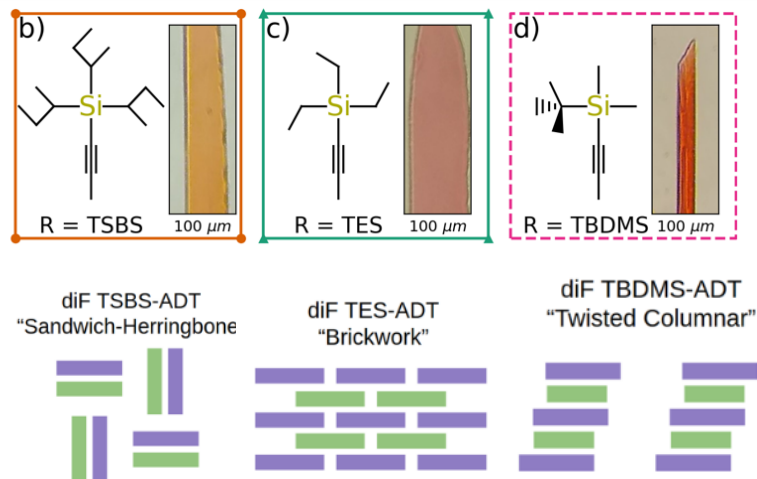 b)
Si
R = TSBS
100 μm
c)
Si
R = TES
100 μm
d)
Si
R = TBDMS
100 μm
diF TSBS-ADT
“Sandwich-Herringbone
diF TES-ADT
“Brickwork”
diF TBDMS-ADT
“Twisted Columnar”